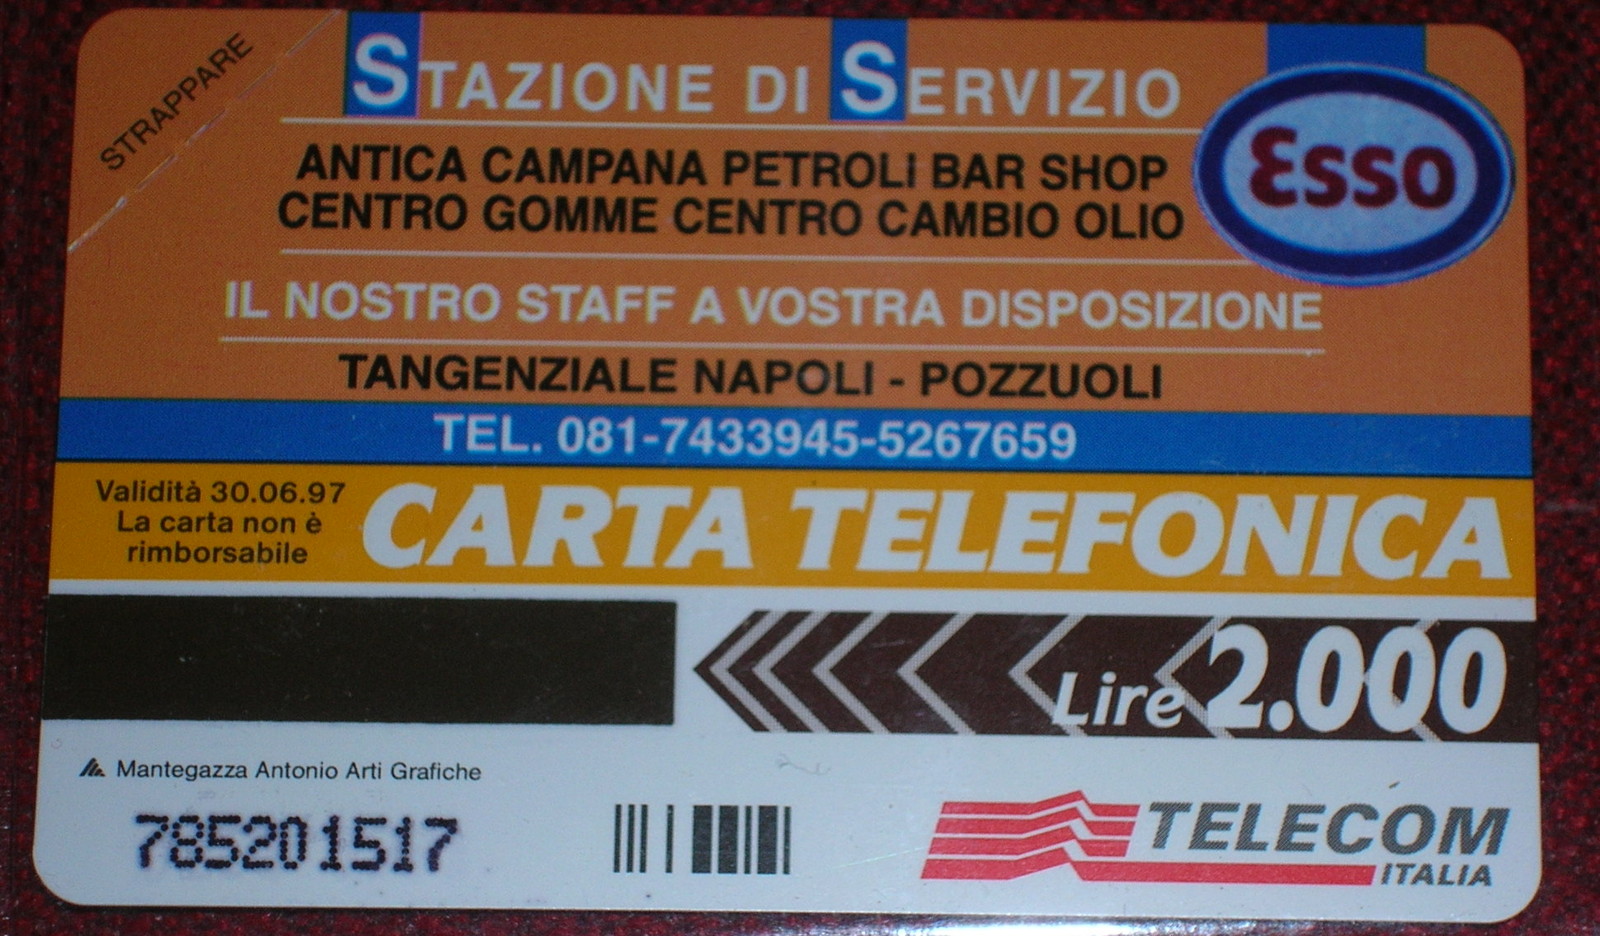 STRAPPARE
STAZIONE DI SERVIZIO
Esso
ANTICA CAMPANA PETROLI BAR SHOP
CENTRO GOMME CENTRO CAMBIO OLIO
IL NOSTRO STAFF A VOSTRA DISPOSIZIONE
TANGENZIALE NAPOLI - POZZUOLI
TEL. 081-7433945-5267659
Validità 30.06.97
La carta non è
rimborsabile
CARTA TELEFONICA
Lire 2.000
Mantegazza Antonio Arti Grafiche
785201517
TELECOM
ITALIA